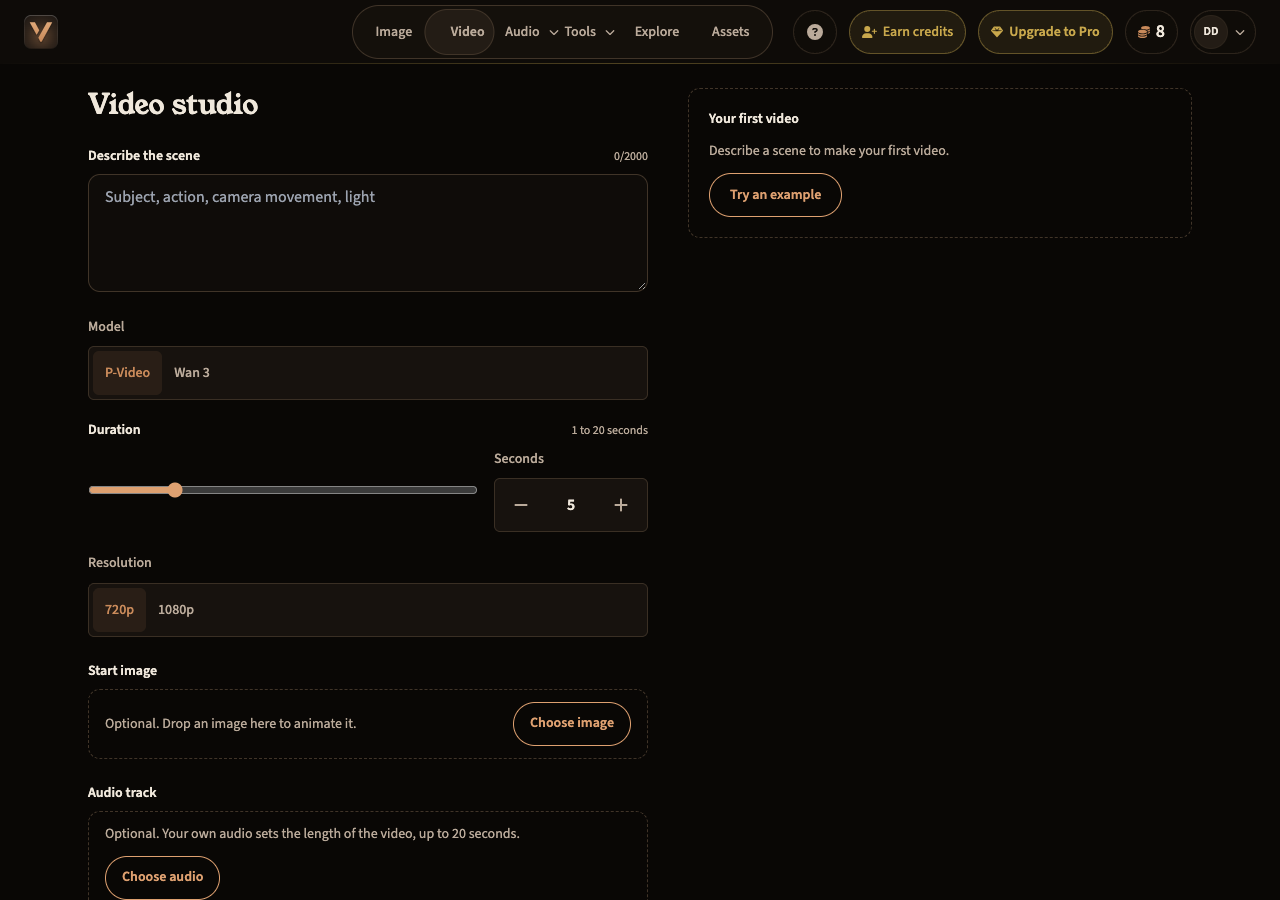 Image
Video
Audio
Tools
Explore
Assets
Earn credits
Upgrade to Pro
8
DD
Video studio
Describe the scene
0/2000
Subject, action, camera movement, light
Model
P-Video
Wan 3
Duration
1 to 20 seconds
Seconds
5
Resolution
720p
1080p
Start image
Optional. Drop an image here to animate it.
Choose image
Audio track
Optional. Your own audio sets the length of the video, up to 20 seconds.
Choose audio
Your first video
Describe a scene to make your first video.
Try an example